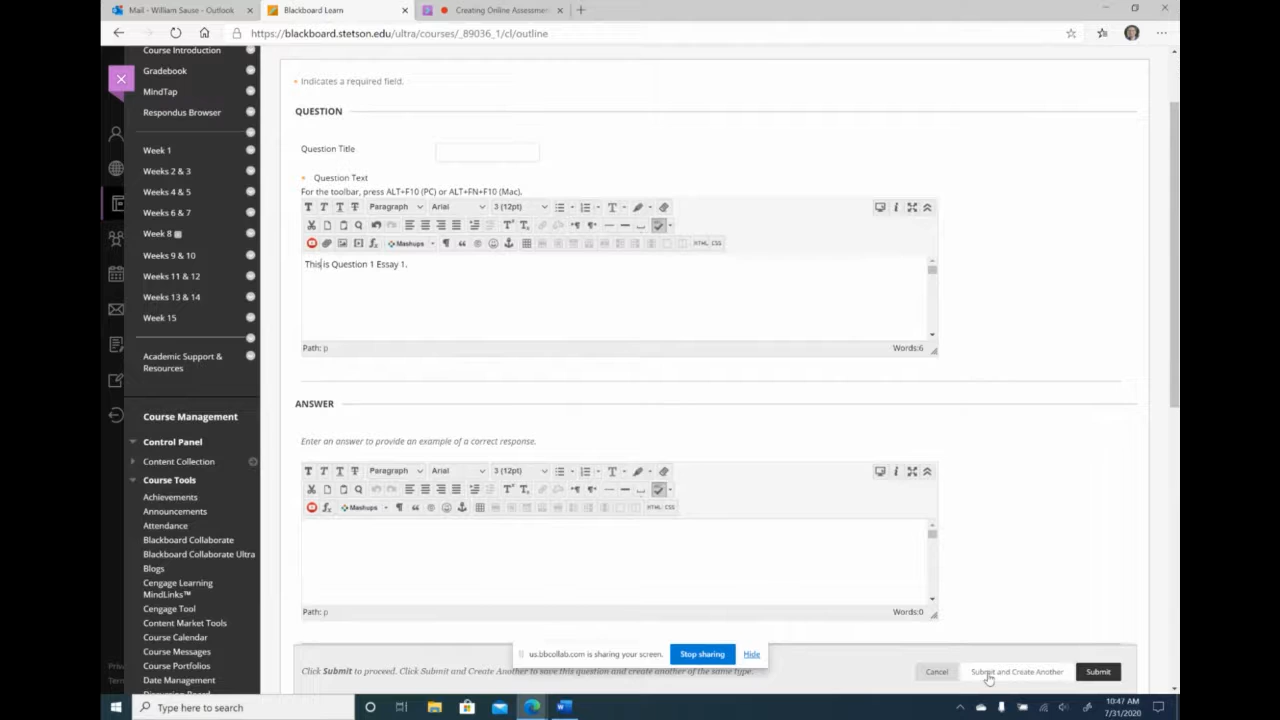 Mail - William Sause - Outlook
Blackboard Learn
Creating Online Assessmen
https://blackboard.stetson.edu/ultra/courses/_89036_1/cl/outline
Course Introduction
Gradebook
MindTap
Respondus Browser
Week 1
Weeks 2 & 3
Weeks 4 & 5
Weeks 6 & 7
Week 8
Weeks 9 & 10
Weeks 11 & 12
Weeks 13 & 14
Week 15
Academic Support &
Resources
Course Management
Control Panel
Content Collection
Course Tools
Achievements
Announcements
Attendance
Blackboard Collaborate
Blackboard Collaborate Ultra
Blogs
Cengage Learning
MindLinks™
Cengage Tool
Content Market Tools
Course Calendar
Course Messages
Course Portfolios
Date Management
Indicates a required field.
QUESTION
Question Title
Question Text
For the toolbar, press ALT+F10 (PC) or ALT+FN+F10 (Mac).
Paragraph Arial 3 (12pt)
Mashups HTML CSS
This is Question 1 Essay 1.
Path: p Words:6
ANSWER
Enter an answer to provide an example of a correct response.
Paragraph Arial 3 (12pt)
Mashups HTML CSS
Path: p Words:0
us.bbcollab.com is sharing your screen. Stop sharing Hide
Click Submit to proceed. Click Submit and Create Another to save this question and create another of the same type.
Cancel Submit and Create Another Submit
Type here to search
10:47 AM
7/31/2020